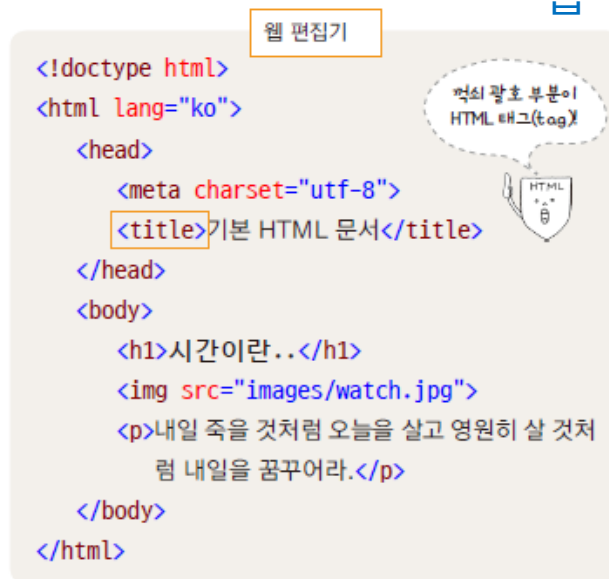 웹 편집기
<!doctype html>
<html lang="ko">
<head>
<meta charset="utf-8">
<title>기본 HTML 문서</title>
</head>
<body>
<h1>시간이란..</h1>
<img src="images/watch.jpg">
<p>내일 죽을 것처럼 오늘을 살고 영원히 살 것처
럼 내일을 꿈꾸어라.</p>
</body>
</html>
꺽쇠 괄호 부분이
HTML 태그(tag)!
HTML